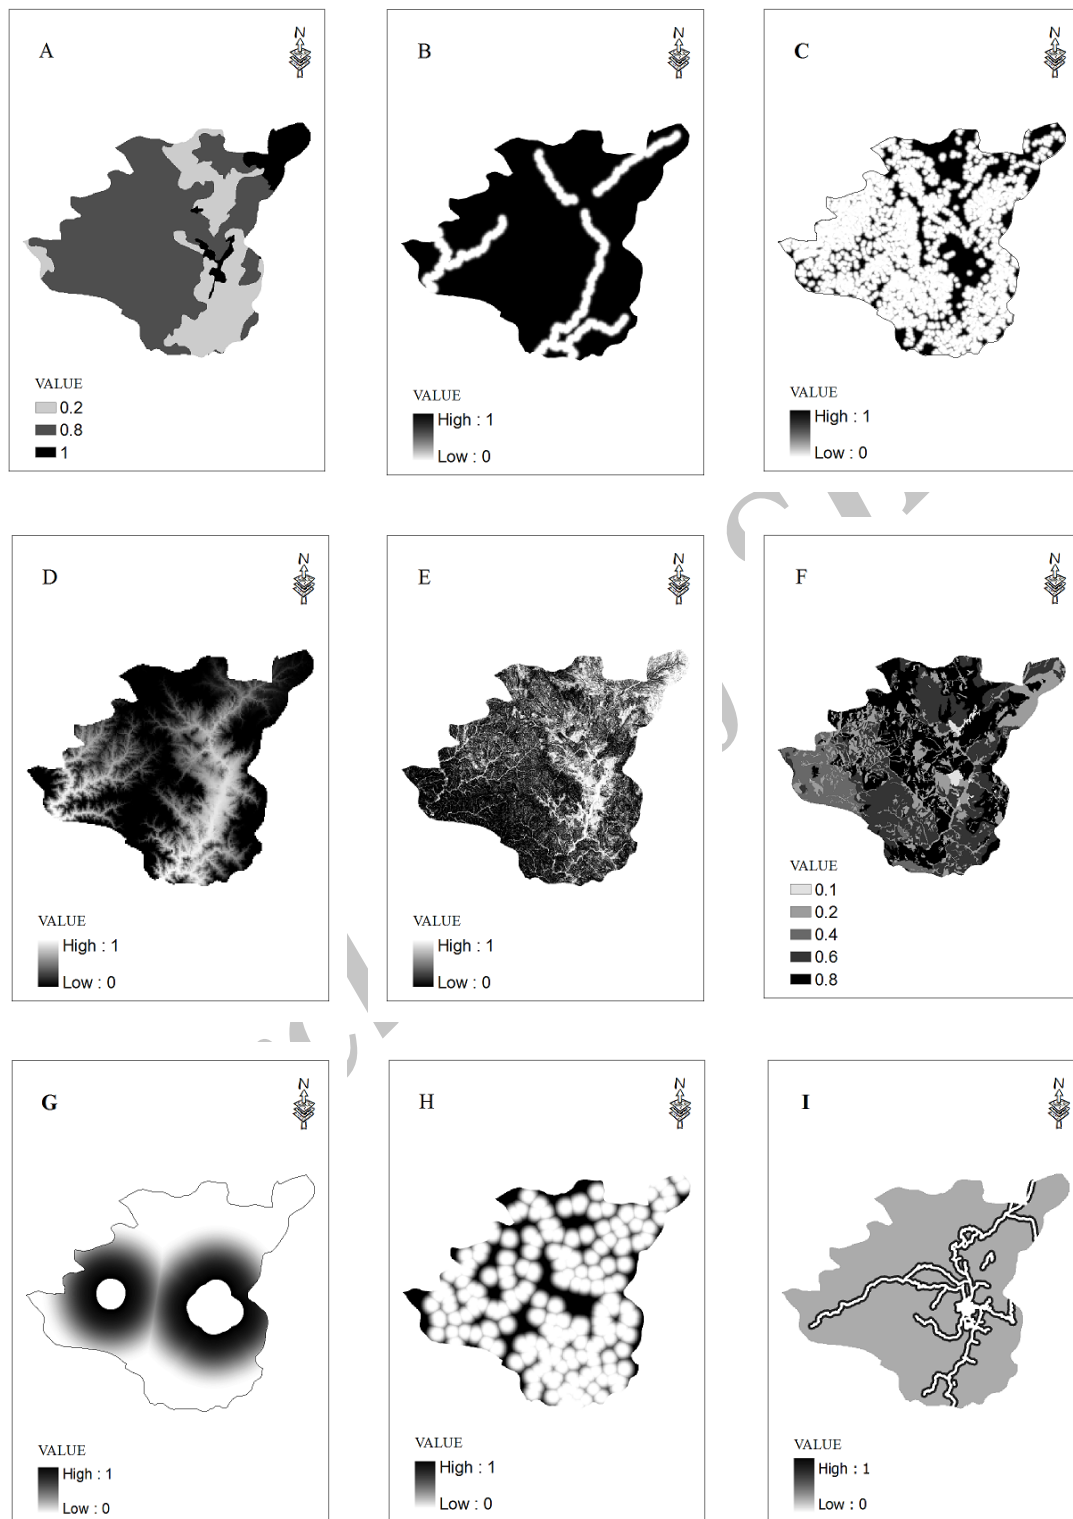 A
N
VALUE
0.2
0.8
1
B
N
VALUE
High : 1
Low : 0
C
N
VALUE
High : 1
Low : 0
D
N
VALUE
High : 1
Low : 0
E
N
VALUE
High : 1
Low : 0
F
N
VALUE
0.1
0.2
0.4
0.6
0.8
G
N
VALUE
High : 1
Low : 0
H
N
VALUE
High : 1
Low : 0
I
N
VALUE
High : 1
Low : 0